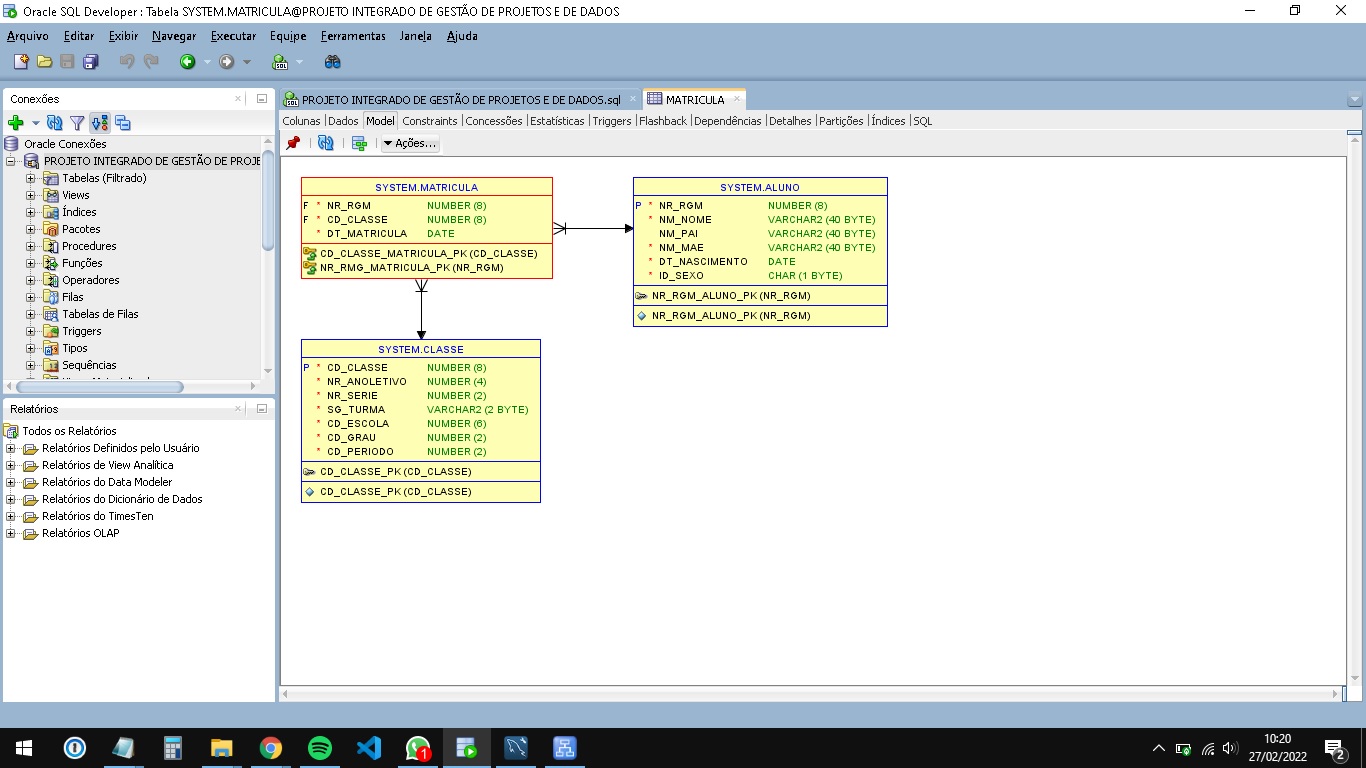 Oracle SQL Developer : Tabela SYSTEM.MATRICULA@PROJETO INTEGRADO DE GESTÃO DE PROJETOS E DE DADOS
Arquivo Editar Exibir Navegar Executar Equipe Ferramentas Janela Ajuda
Conexões
Oracle Conexões
PROJETO INTEGRADO DE GESTÃO DE PROJE
Tabelas (Filtrado)
Views
Índices
Pacotes
Procedures
Funções
Operadores
Filas
Tabelas de Filas
Triggers
Tipos
Sequências
Relatórios
Todos os Relatórios
Relatórios Definidos pelo Usuário
Relatórios de View Analítica
Relatórios do Data Modeler
Relatórios do Dicionário de Dados
Relatórios do TimesTen
Relatórios OLAP
PROJETO INTEGRADO DE GESTÃO DE PROJETOS E DE DADOS.sql MATRICULA
Colunas Dados Model Constraints Concessões Estatísticas Triggers Flashback Dependências Detalhes Partições Índices SQL
Ações...
SYSTEM.MATRICULA
F * NR_RGM NUMBER (8)
F * CD_CLASSE NUMBER (8)
* DT_MATRICULA DATE
CD_CLASSE_MATRICULA_PK (CD_CLASSE)
NR_RMG_MATRICULA_PK (NR_RGM)
SYSTEM.ALUNO
P * NR_RGM NUMBER (8)
* NM_NOME VARCHAR2 (40 BYTE)
NM_PAI VARCHAR2 (40 BYTE)
* NM_MAE VARCHAR2 (40 BYTE)
* DT_NASCIMENTO DATE
* ID_SEXO CHAR (1 BYTE)
NR_RGM_ALUNO_PK (NR_RGM)
NR_RGM_ALUNO_PK (NR_RGM)
SYSTEM.CLASSE
P * CD_CLASSE NUMBER (8)
* NR_ANOLETIVO NUMBER (4)
* NR_SERIE NUMBER (2)
* SG_TURMA VARCHAR2 (2 BYTE)
* CD_ESCOLA NUMBER (6)
* CD_GRAU NUMBER (2)
* CD_PERIODO NUMBER (2)
CD_CLASSE_PK (CD_CLASSE)
CD_CLASSE_PK (CD_CLASSE)
1
10:20
27/02/2022
2